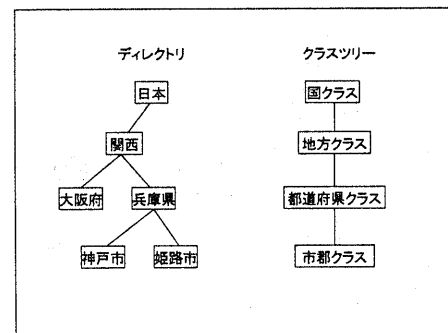 ディレクトリ
クラスツリー
日本
国クラス
関西
地方クラス
大阪府
兵庫県
都道府県クラス
神戸市
姫路市
市郡クラス